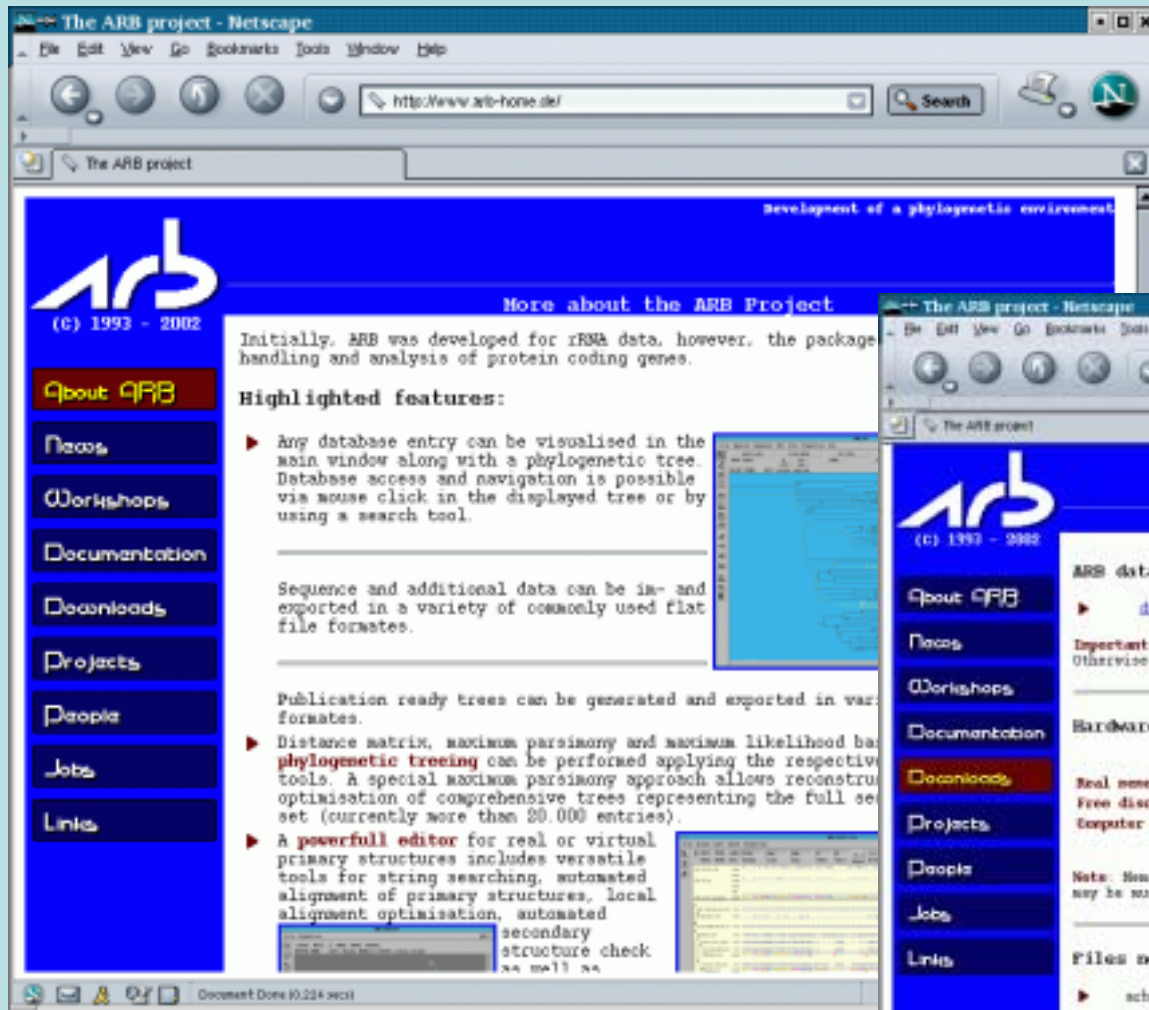 The ARB project - Netscape
File Edit View Go Bookmarks Tools Window Help
http://www.arb-home.de/
Search
N
The ARB project
Development of a phylogenetic environment
arb
(C) 1993 - 2002
More about the ARB Project
About ARB
News
Workshops
Documentation
Downloads
Projects
People
Jobs
Links
Initially, ARB was developed for rRNA data, however, the package
handling and analysis of protein coding genes.
Highlighted features:
Any database entry can be visualised in the
main window along with a phylogenetic tree.
Database access and navigation is possible
via mouse click in the displayed tree or by
using a search tool.
Sequence and additional data can be im- and
exported in a variety of commonly used flat
file formates.
Publication ready trees can be generated and exported in vari
formates.
Distance matrix, maximum parsimony and maximum likelihood bas
phylogenetic treeing can be performed applying the respective
tools. A special maximum parsimony approach allows reconstru
optimisation of comprehensive trees representing the full se
set (currently more than 20.000 entries).
A powerfull editor for real or virtual
primary structures includes versatile
tools for string searching, automated
alignment of primary structures, local
alignment optimisation, automated
secondary
structure check
as well as
Document: Done (0.224 secs)
The ARB project - Netscape
File Edit View Go Bookmarks Tools
The ARB project
arb
(C) 1993 - 2002
About ARB
News
Workshops
Documentation
Downloads
Projects
People
Jobs
Links
ARB data
Important
Otherwise
Hardware
Real
Free
Computer
Note:
may be
Files